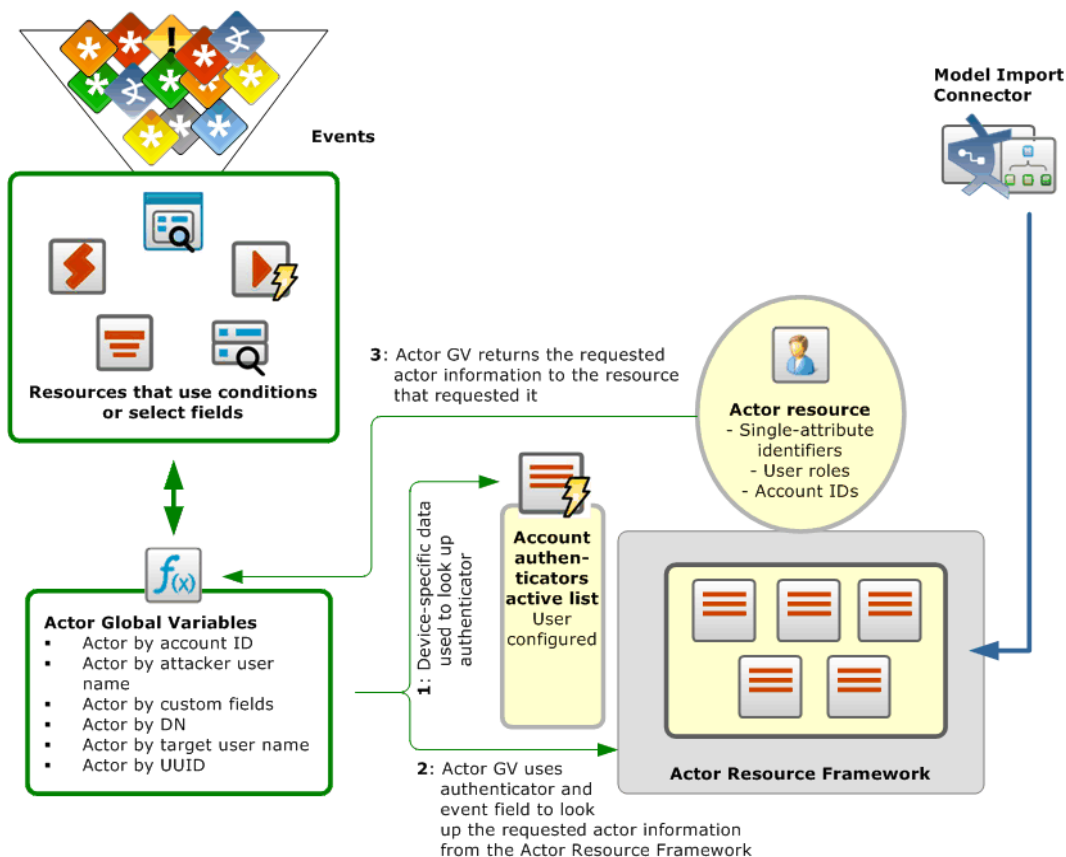 Events
Model Import
Connector
Resources that use conditions
or select fields
3: Actor GV returns the requested
actor information to the resource
that requested it
Actor resource
- Single-attribute
identifiers
- User roles
- Account IDs
1: Device-specific data
used to look up
authenticator
Account
authen-
ticators
active list
User
configured
f(x)
Actor Global Variables
▪ Actor by account ID
▪ Actor by attacker user
name
▪ Actor by custom fields
▪ Actor by DN
▪ Actor by target user name
▪ Actor by UUID
Actor Resource Framework
2: Actor GV uses
authenticator and
event field to look
up the requested actor information
from the Actor Resource Framework